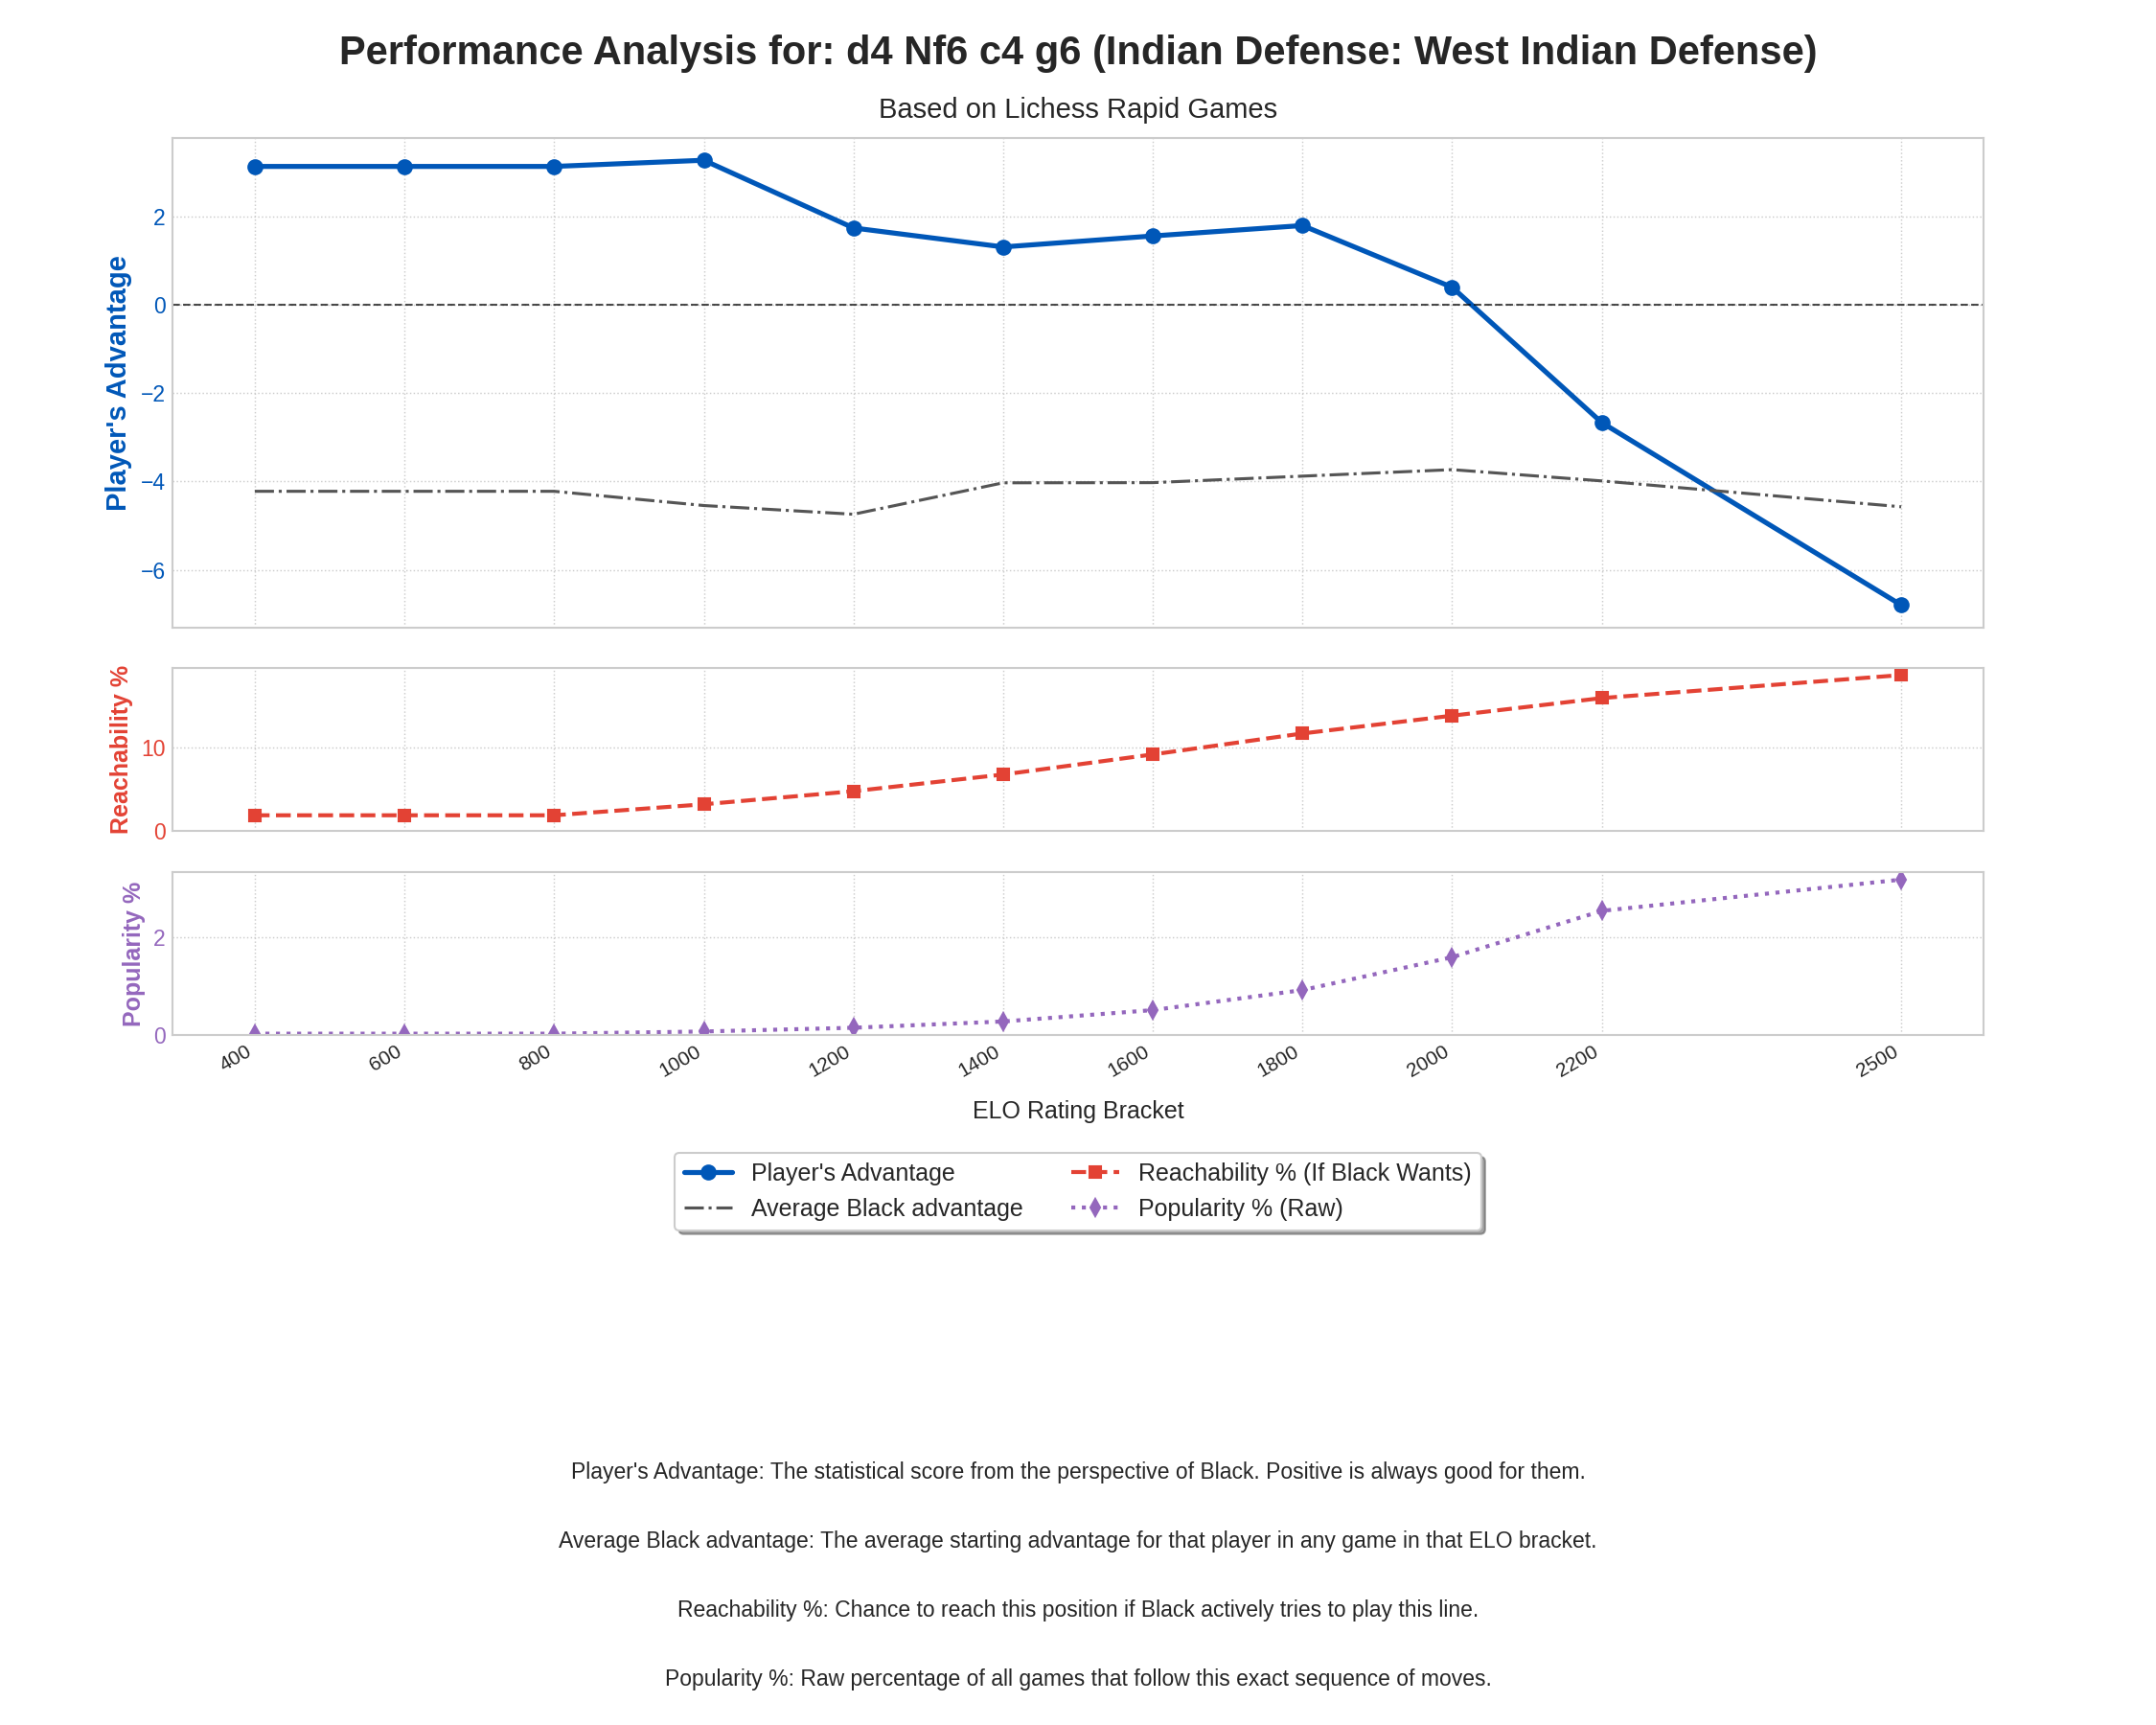 Performance Analysis for: d4 Nf6 c4 g6 (Indian Defense: West Indian Defense)
Based on Lichess Rapid Games
Player's Advantage
2
0
−2
−4
−6
Reachability %
10
0
Popularity %
2
0
400
600
800
1000
1200
1400
1600
1800
2000
2200
2500
ELO Rating Bracket
Player's Advantage
Average Black advantage
Reachability % (If Black Wants)
Popularity % (Raw)
Player's Advantage: The statistical score from the perspective of Black. Positive is always good for them.
Average Black advantage: The average starting advantage for that player in any game in that ELO bracket.
Reachability %: Chance to reach this position if Black actively tries to play this line.
Popularity %: Raw percentage of all games that follow this exact sequence of moves.